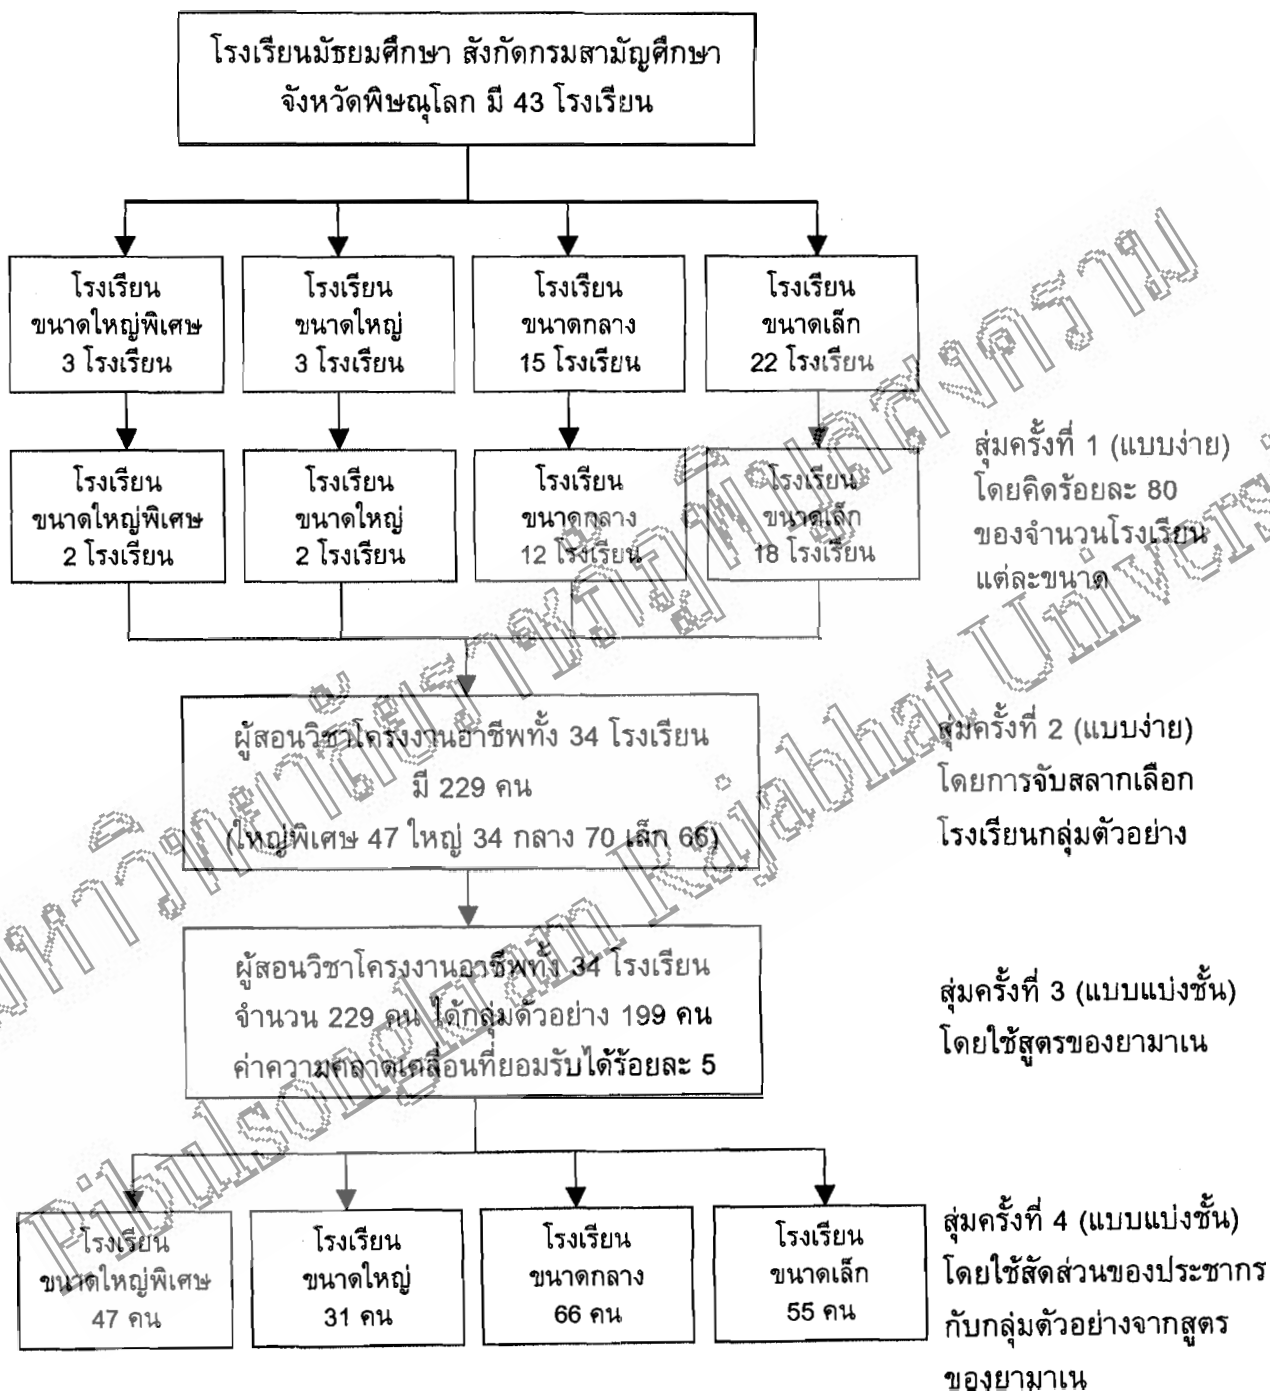 โรงเรียนมัธยมศึกษา สังกัดกรมสามัญศึกษา
จังหวัดพิษณุโลก มี 43 โรงเรียน
โรงเรียน
ขนาดใหญ่พิเศษ
3 โรงเรียน
โรงเรียน
ขนาดใหญ่
3 โรงเรียน
โรงเรียน
ขนาดกลาง
15 โรงเรียน
โรงเรียน
ขนาดเล็ก
22 โรงเรียน
โรงเรียน
ขนาดใหญ่พิเศษ
2 โรงเรียน
โรงเรียน
ขนาดใหญ่
2 โรงเรียน
โรงเรียน
ขนาดกลาง
12 โรงเรียน
โรงเรียน
ขนาดเล็ก
18 โรงเรียน
สุ่มครั้งที่ 1 (แบบง่าย)
โดยคิดร้อยละ 80
ของจำนวนโรงเรียน
แต่ละขนาด
ผู้สอนวิชาโครงงานอาชีพทั้ง 34 โรงเรียน
มี 229 คน
(ใหญ่พิเศษ 47 ใหญ่ 34 กลาง 70 เล็ก 66)
สุ่มครั้งที่ 2 (แบบง่าย)
โดยการจับสลากเลือก
โรงเรียนกลุ่มตัวอย่าง
ผู้สอนวิชาโครงงานอาชีพทั้ง 34 โรงเรียน
จำนวน 229 คน ได้กลุ่มตัวอย่าง 199 คน
ค่าความคลาดเคลื่อนที่ยอมรับได้ร้อยละ 5
สุ่มครั้งที่ 3 (แบบแบ่งชั้น)
โดยใช้สูตรของยามาเน
โรงเรียน
ขนาดใหญ่พิเศษ
47 คน
โรงเรียน
ขนาดใหญ่
31 คน
โรงเรียน
ขนาดกลาง
66 คน
โรงเรียน
ขนาดเล็ก
55 คน
สุ่มครั้งที่ 4 (แบบแบ่งชั้น)
โดยใช้สัดส่วนของประชากร
กับกลุ่มตัวอย่างจากสูตร
ของยามาเน
มหาวิทยาลัยราชภัฏพิบูลสงคราม
Pibulsongkram Rajabhat Universi